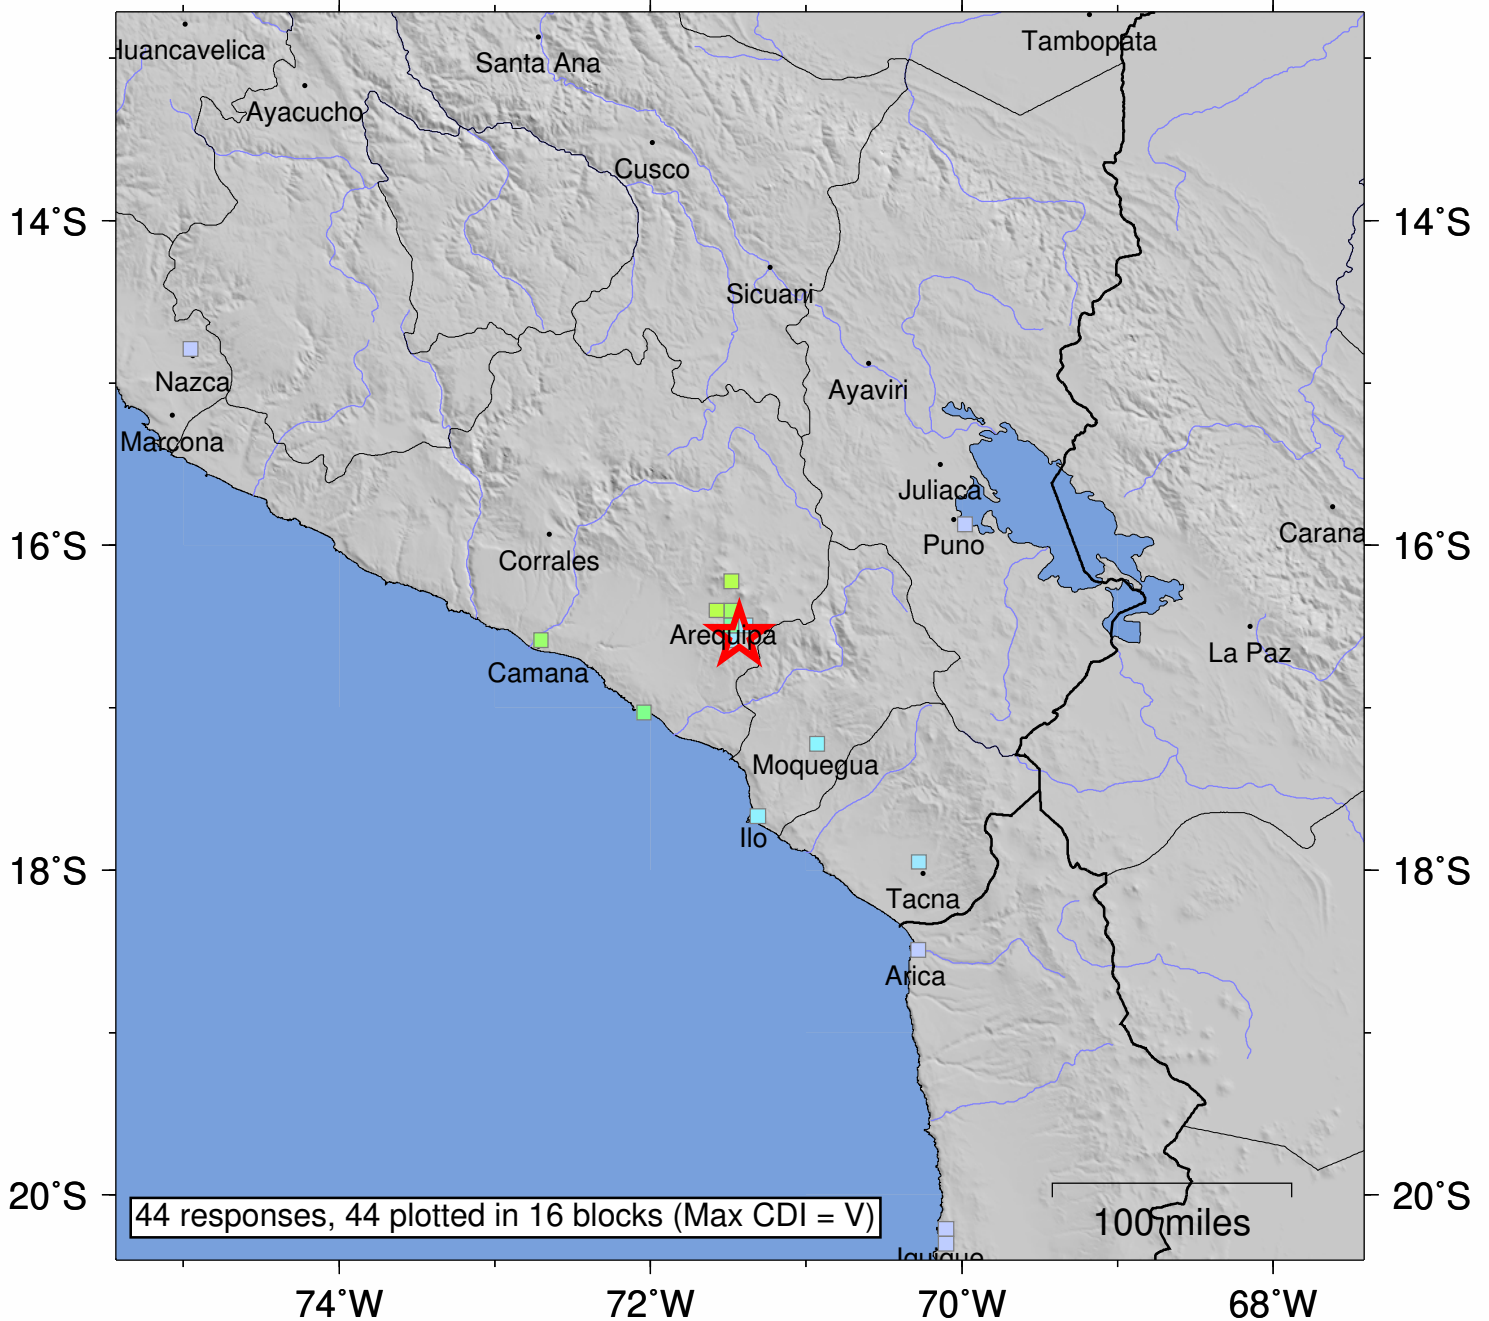 Tambopata
Huancavelica
Santa Ana
Ayacucho
Cusco
14°S
14°S
Sicuani
Nazca
Ayaviri
Marcona
Juliaca
Puno
Carana
16°S
16°S
Corrales
Arequipa
La Paz
Camana
Moquegua
Ilo
18°S
18°S
Tacna
Arica
20°S
20°S
44 responses, 44 plotted in 16 blocks (Max CDI = V)
100 miles
Iquique
74°W
72°W
70°W
68°W